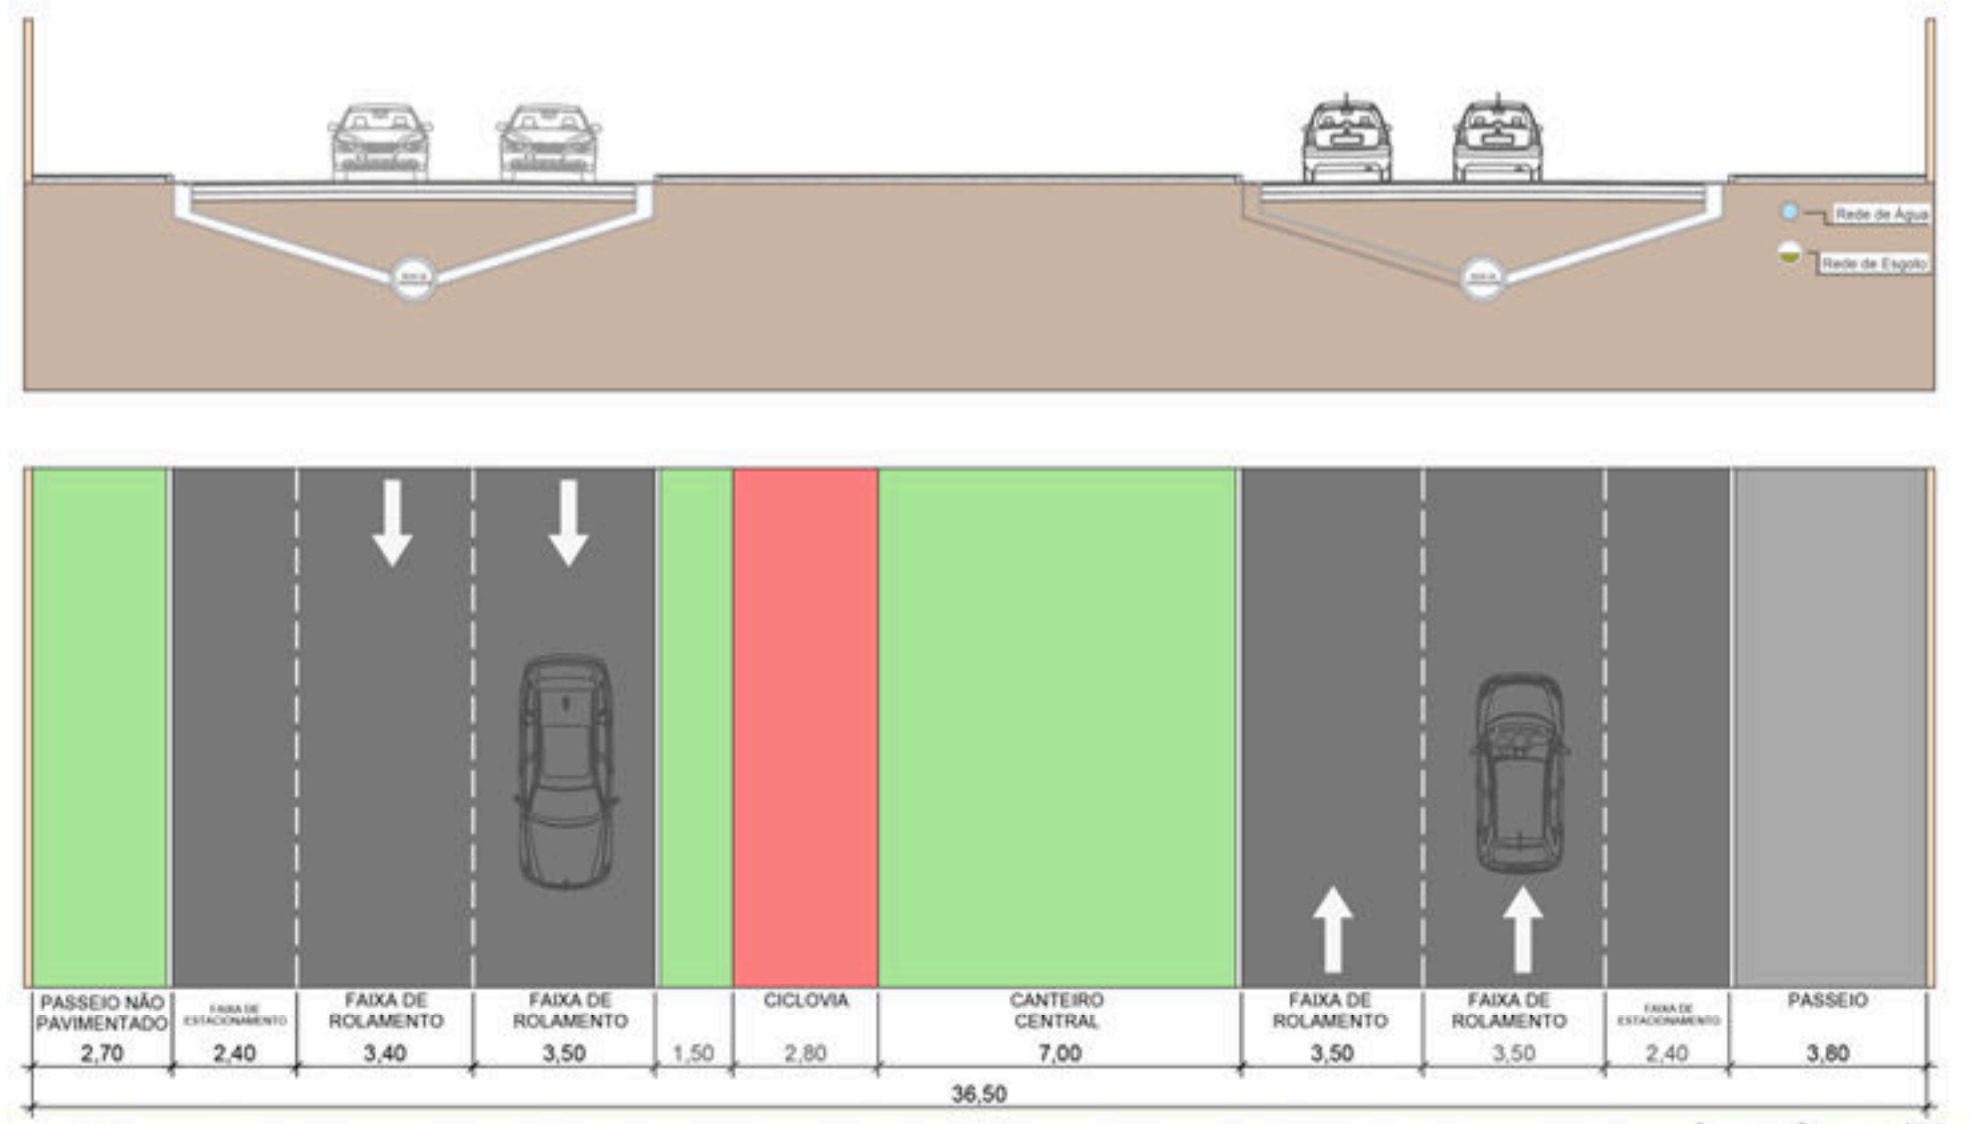 Rede de Água
Rede de Esgoto
PASSEIO NÃO
PAVIMENTADO
2,70
FAIXA DE
ESTACIONAMENTO
2,40
FAIXA DE
ROLAMENTO
3,40
FAIXA DE
ROLAMENTO
3,50
1,50
CICLOVIA
2,80
CANTEIRO
CENTRAL
7,00
FAIXA DE
ROLAMENTO
3,50
FAIXA DE
ROLAMENTO
3,50
FAIXA DE
ESTACIONAMENTO
2,40
PASSEIO
3,80
36,50